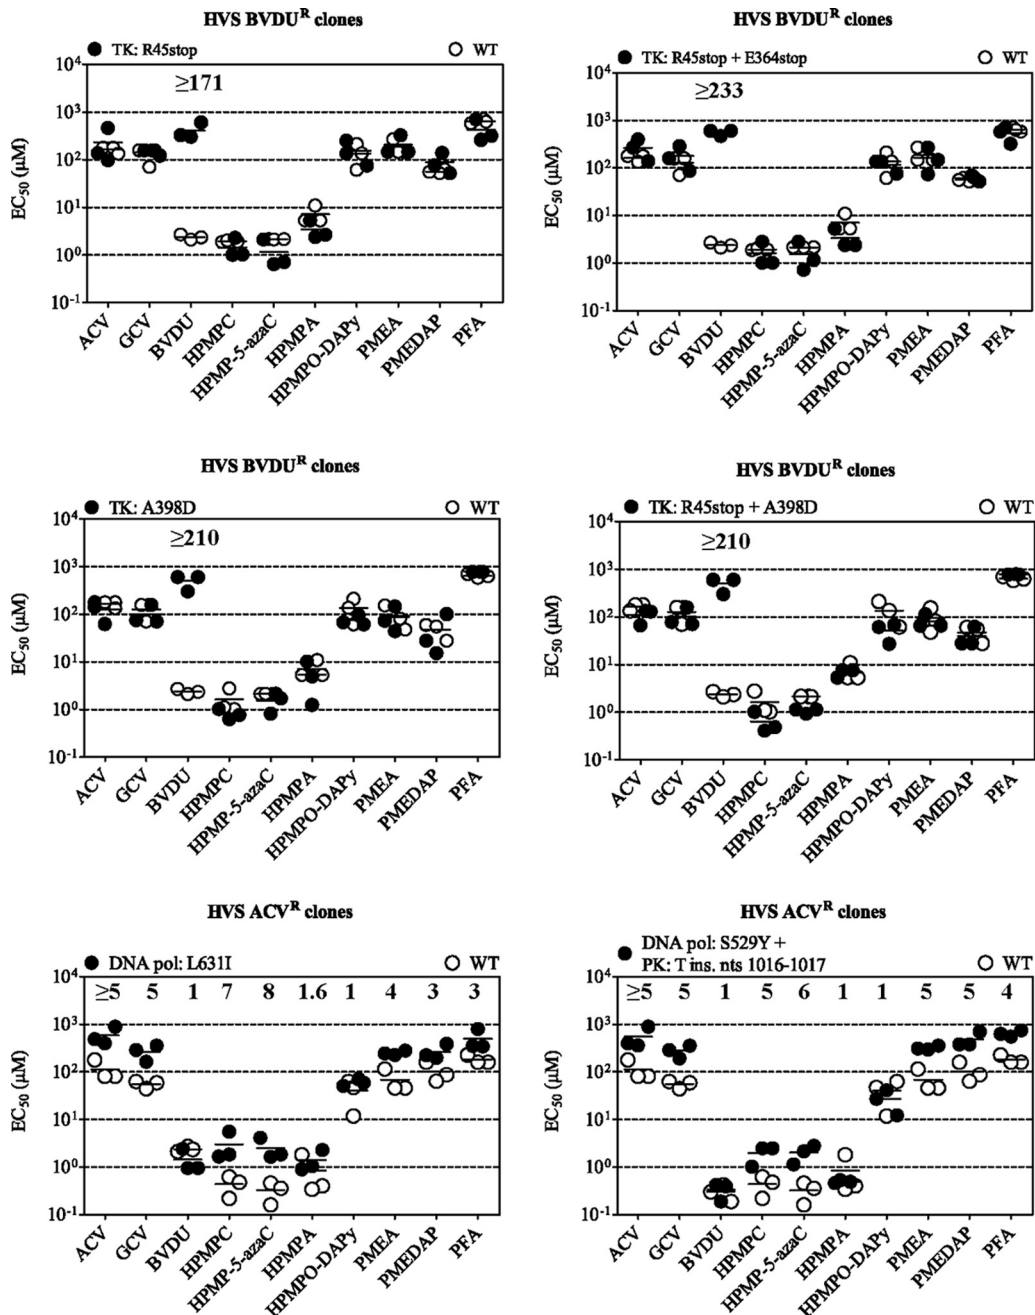 HVS BVDU^R clones
TK: R45stop WT
≥171
10^4
10^3
10^2
10^1
10^0
10^-1
EC50 (μM)
ACV
GCV
BVDU
HPMPC
HPMP-5-azaC
HPMPA
HPMPO-DAPy
PMEA
PMEDAP
PFA
HVS BVDU^R clones
TK: R45stop + E364stop WT
≥233
10^4
10^3
10^2
10^1
10^0
10^-1
EC50 (μM)
ACV
GCV
BVDU
HPMPC
HPMP-5-azaC
HPMPA
HPMPO-DAPy
PMEA
PMEDAP
PFA
HVS BVDU^R clones
TK: A398D WT
≥210
10^4
10^3
10^2
10^1
10^0
10^-1
EC50 (μM)
ACV
GCV
BVDU
HPMPC
HPMP-5-azaC
HPMPA
HPMPO-DAPy
PMEA
PMEDAP
PFA
HVS BVDU^R clones
TK: R45stop + A398D WT
≥210
10^4
10^3
10^2
10^1
10^0
10^-1
EC50 (μM)
ACV
GCV
BVDU
HPMPC
HPMP-5-azaC
HPMPA
HPMPO-DAPy
PMEA
PMEDAP
PFA
HVS ACV^R clones
DNA pol: L631I WT
≥5 5 1 7 8 1.6 1 4 3 3
10^4
10^3
10^2
10^1
10^0
10^-1
EC50 (μM)
ACV
GCV
BVDU
HPMPC
HPMP-5-azaC
HPMPA
HPMPO-DAPy
PMEA
PMEDAP
PFA
HVS ACV^R clones
DNA pol: S529Y +
PK: T ins. nts 1016-1017 WT
≥5 5 1 5 6 1 1 5 5 4
10^4
10^3
10^2
10^1
10^0
10^-1
EC50 (μM)
ACV
GCV
BVDU
HPMPC
HPMP-5-azaC
HPMPA
HPMPO-DAPy
PMEA
PMEDAP
PFA